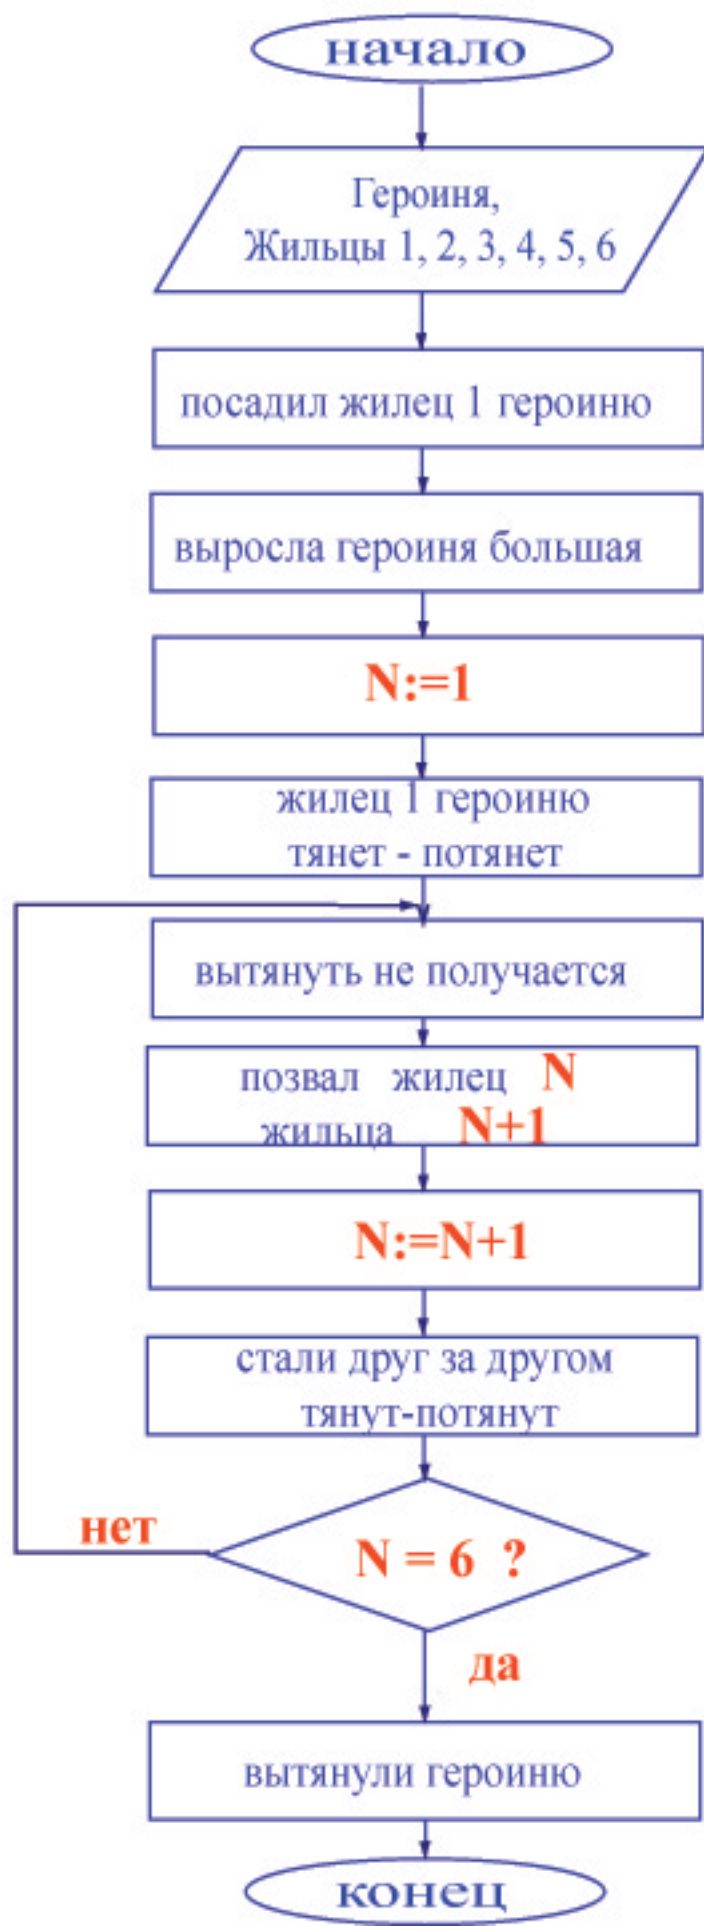 начало
Героиня,
Жильцы 1, 2, 3, 4, 5, 6
посадил жилец 1 героиню
выросла героиня большая
N:=1
жилец 1 героиню
тянет - потянет
вытянуть не получается
позвал жилец N
жильца N+1
N:=N+1
стали друг за другом
тянут-потянут
нет
N = 6 ?
да
вытянули героиню
конец